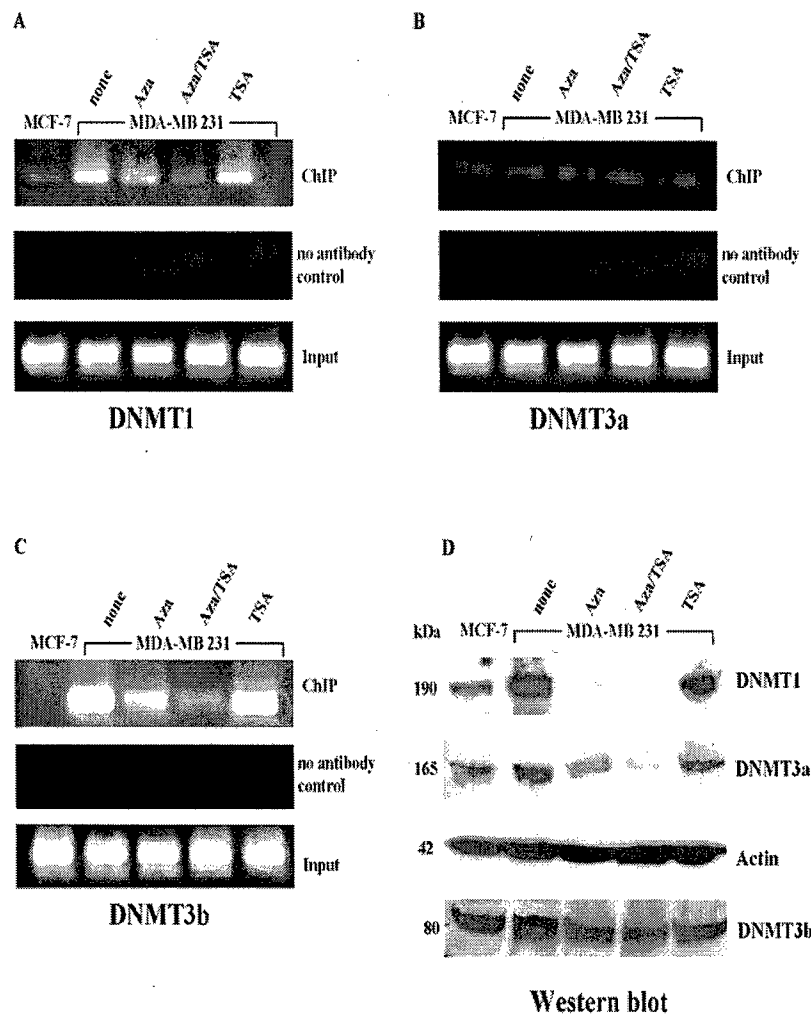 A
none
Aza
Aza/TSA
TSA
MCF-7
MDA-MB 231
ChIP
no antibody
control
Input
DNMT1
B
none
Aza
Aza/TSA
TSA
MCF-7
MDA-MB 231
ChIP
no antibody
control
Input
DNMT3a
C
none
Aza
Aza/TSA
TSA
MCF-7
MDA-MB 231
ChIP
no antibody
control
Input
DNMT3b
D
none
Aza
Aza/TSA
TSA
kDa
MCF-7
MDA-MB 231
190
DNMT1
165
DNMT3a
42
Actin
80
DNMT3b
Western blot